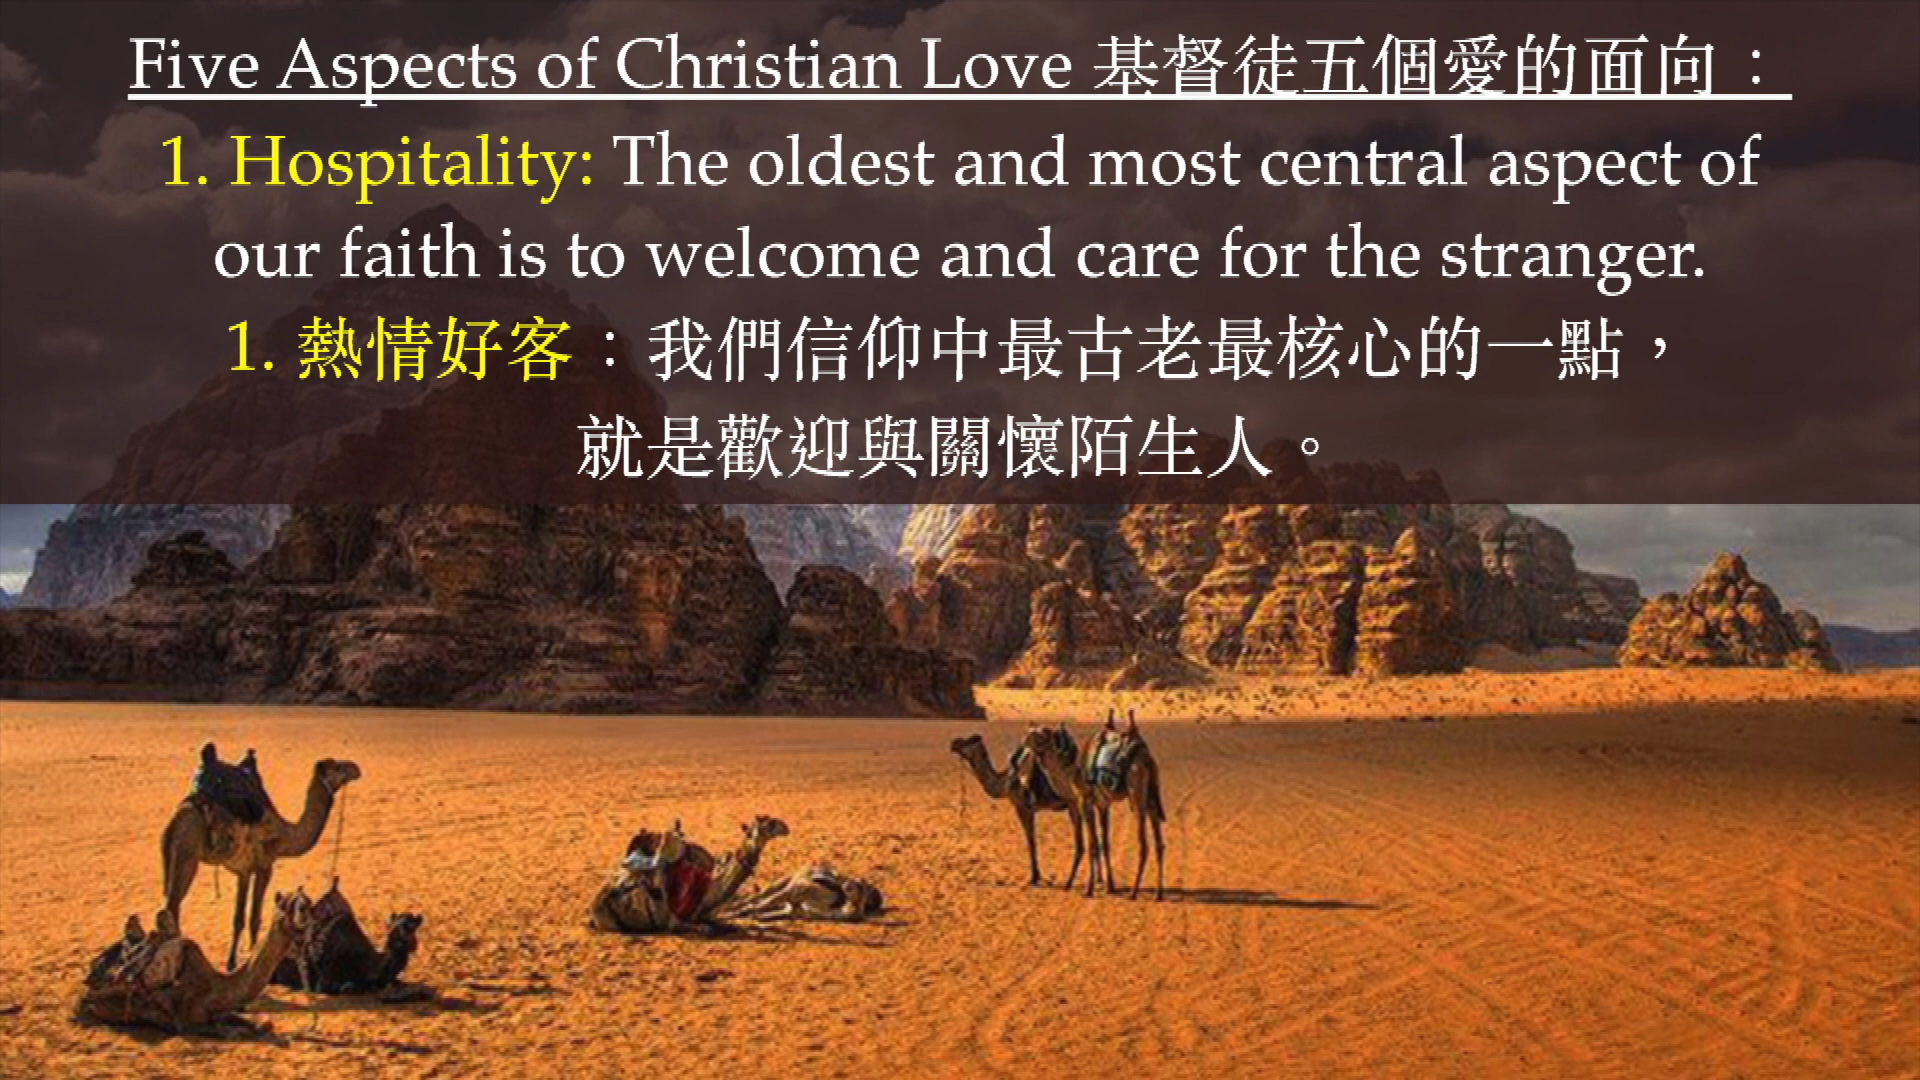 Five Aspects of Christian Love 基督徒五個愛的面向：
1. Hospitality: The oldest and most central aspect of
our faith is to welcome and care for the stranger.
1. 熱情好客：我們信仰中最古老最核心的一點，
就是歡迎與關懷陌生人。